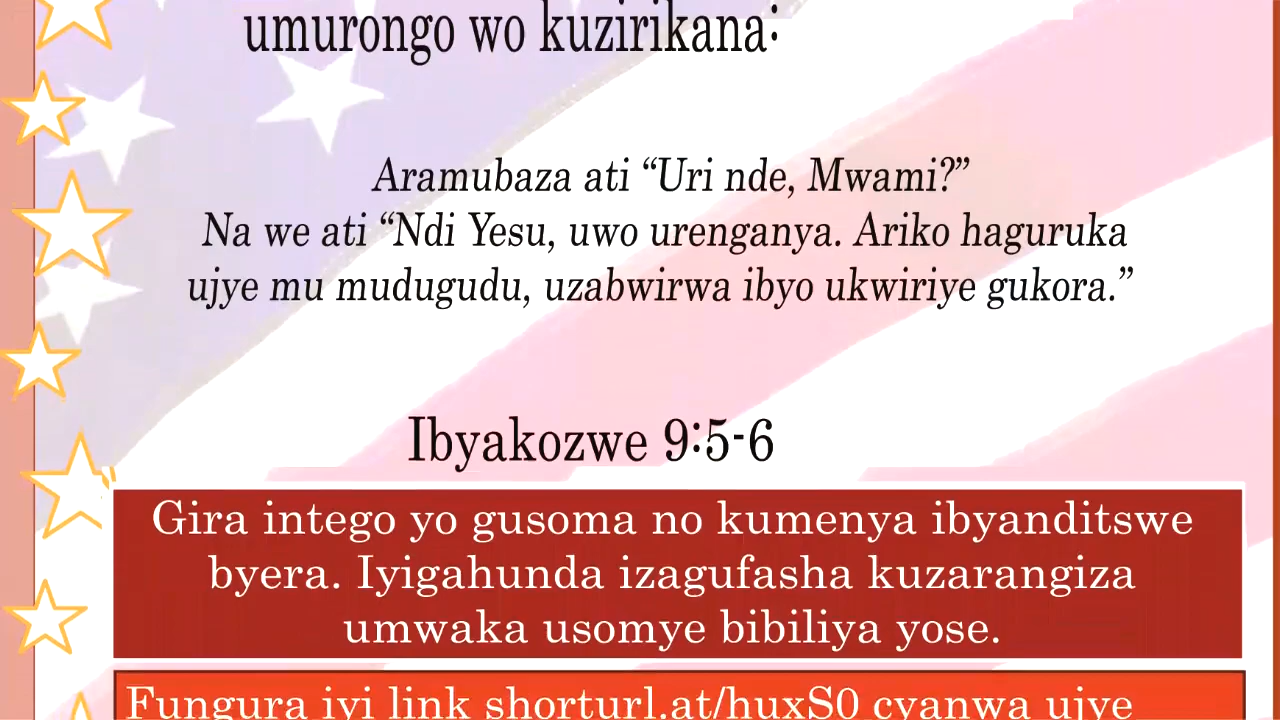 umurongo wo kuzirikana:
Aramubaza ati “Uri nde, Mwami?”
Na we ati “Ndi Yesu, uwo urenganya. Ariko haguruka
ujye mu mudugudu, uzabwirwa ibyo ukwiriye gukora.”
Ibyakozwe 9:5-6
Gira intego yo gusoma no kumenya ibyanditswe
byera. Iyigahunda izagufasha kuzarangiza
umwaka usomye bibiliya yose.
Fungura iyi link shorturl.at/huxS0 cyanwa ujye